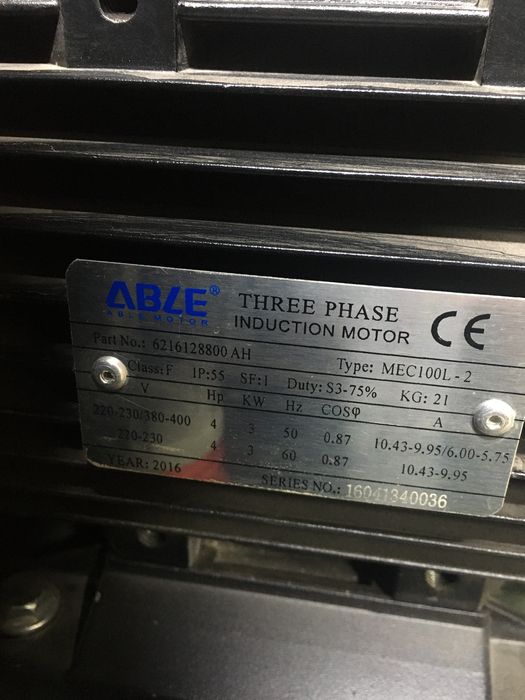 ABLE®
ABLE MOTOR
THREE PHASE
INDUCTION MOTOR
CE
Part No.: 6216128800 AH
Type: MEC100L - 2
Class: F IP:55 SF:1 Duty: S3-75% KG: 21
V Hp KW Hz COSφ A
220-230/380-400 4 3 50 0.87 10.43-9.95/6.00-5.75
220-230 4 3 60 0.87 10.43-9.95
YEAR: 2016
SERIES NO.: 16041340036